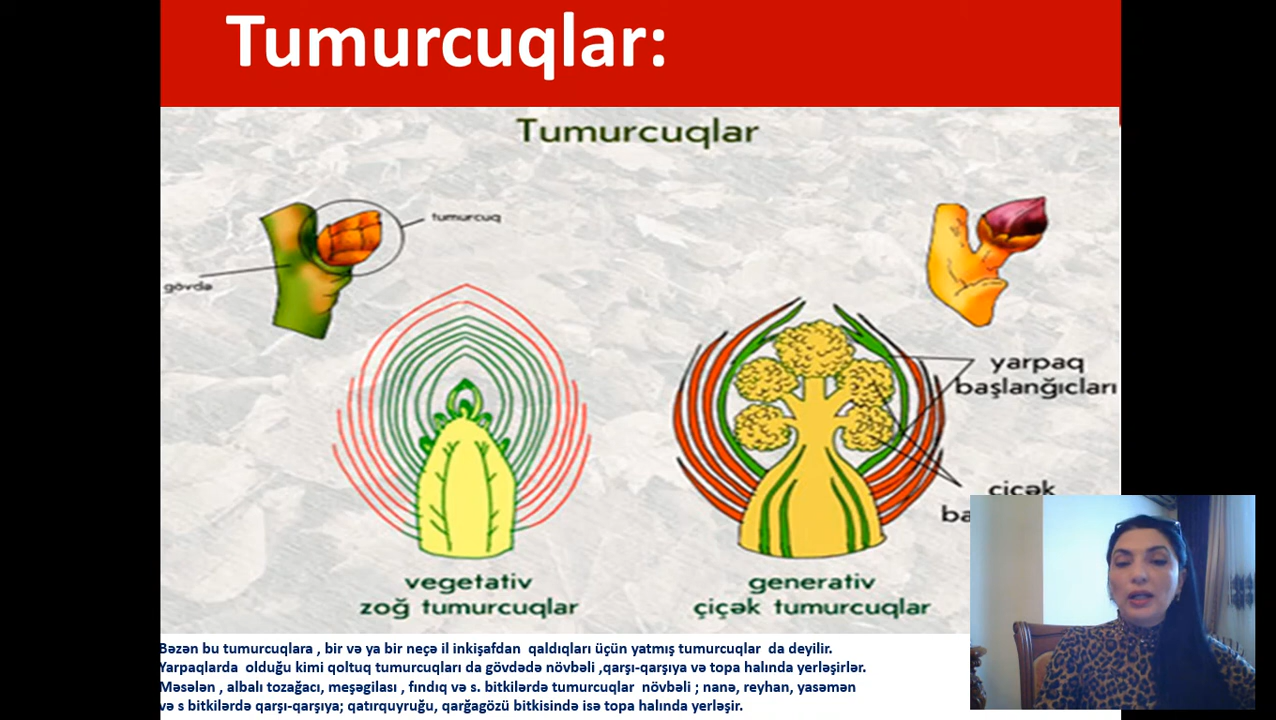 Tumurcuqlar:
Tumurcuqlar
tumurcuq
gövdə
yarpaq
başlanğıcları
çiçək
ba
vegetativ
zoğ tumurcuqlar
generativ
çiçək tumurcuqlar
Bəzən bu tumurcuqlara , bir və ya bir neçə il inkişafdan qaldıqları üçün yatmış tumurcuqlar da deyilir.
Yarpaqlarda olduğu kimi qoltuq tumurcuqları da gövdədə növbəli ,qarşı-qarşıya və topa halında yerləşirlər.
Məsələn , albalı tozağacı, meşəgilası , fındıq və s. bitkilərdə tumurcuqlar növbəli ; nanə, reyhan, yasəmən
və s bitkilərdə qarşı-qarşıya; qatırquyruğu, qarğagözü bitkisində isə topa halında yerləşir.